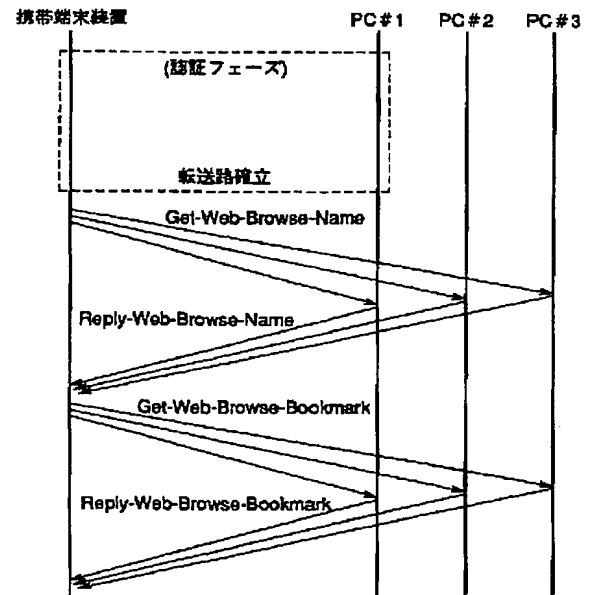 携帯端末装置
PC#1
PC#2
PC#3
(認証フェーズ)
転送路確立
Get-Web-Browse-Name
Reply-Web-Browse-Name
Get-Web-Browse-Bookmark
Reply-Web-Browse-Bookmark